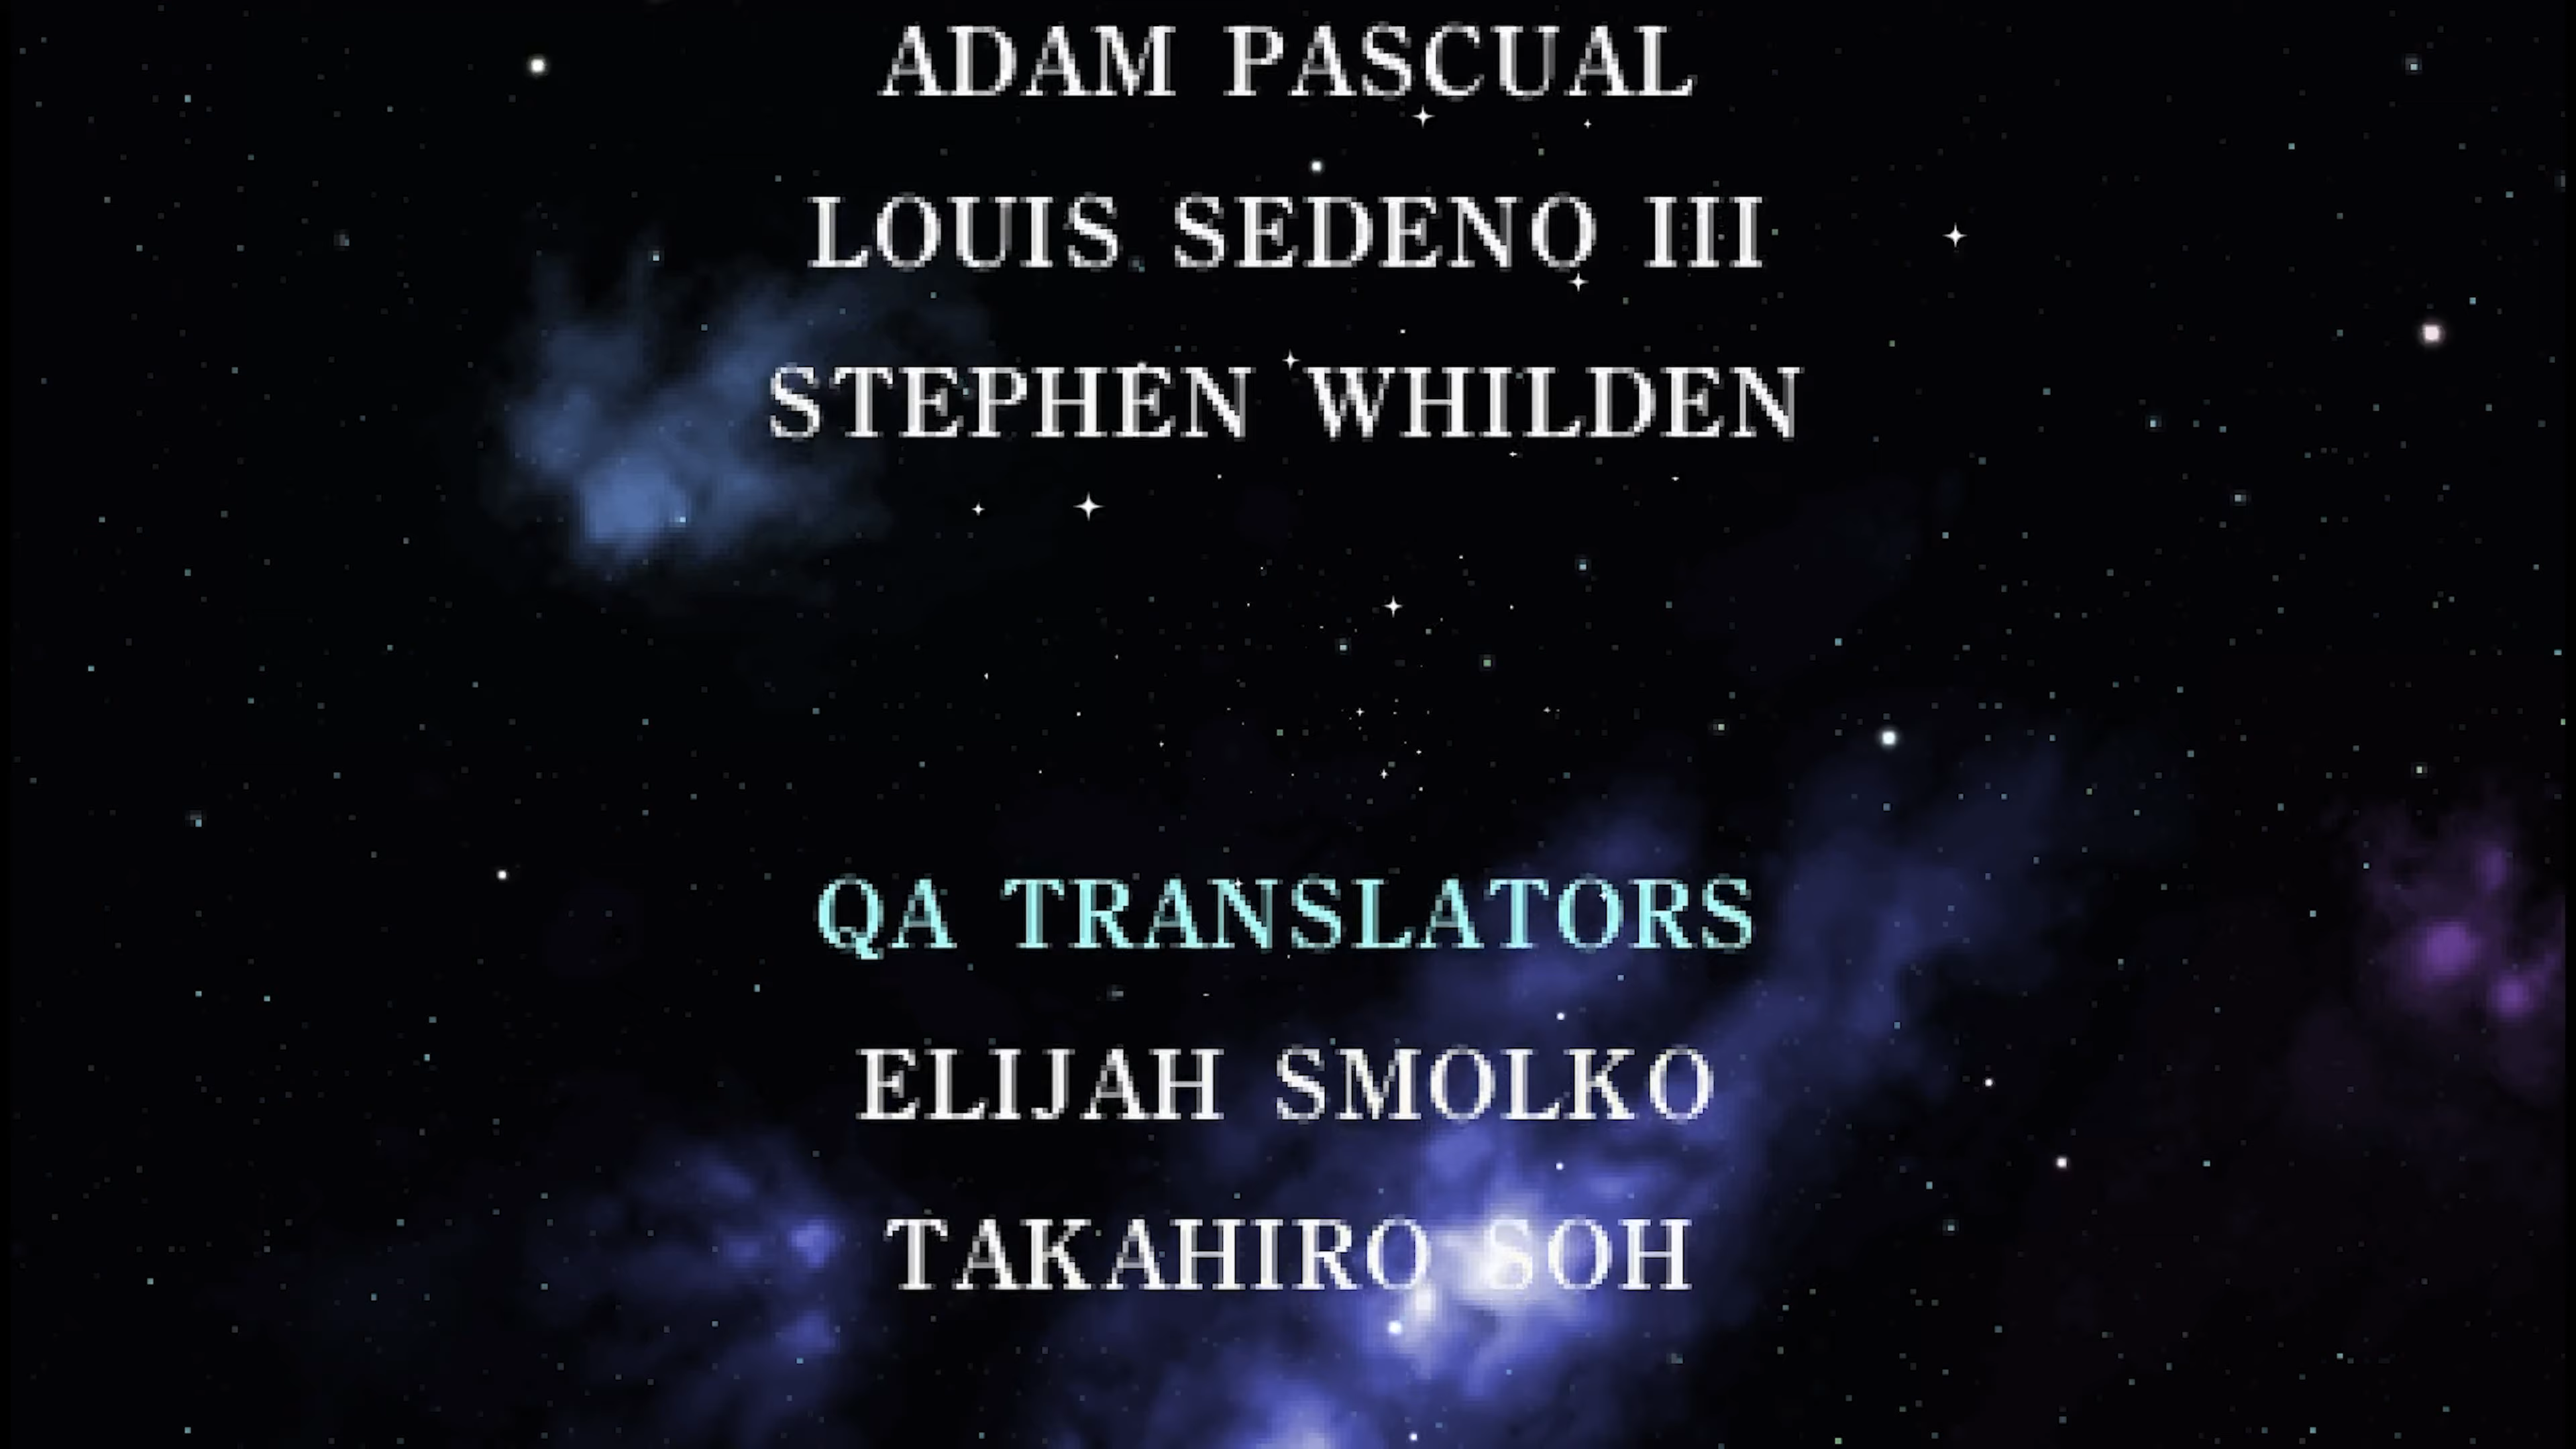 ADAM PASCUAL
LOUIS SEDENO III
STEPHEN WHILDEN
QA TRANSLATORS
ELIJAH SMOLKO
TAKAHIRO SOH